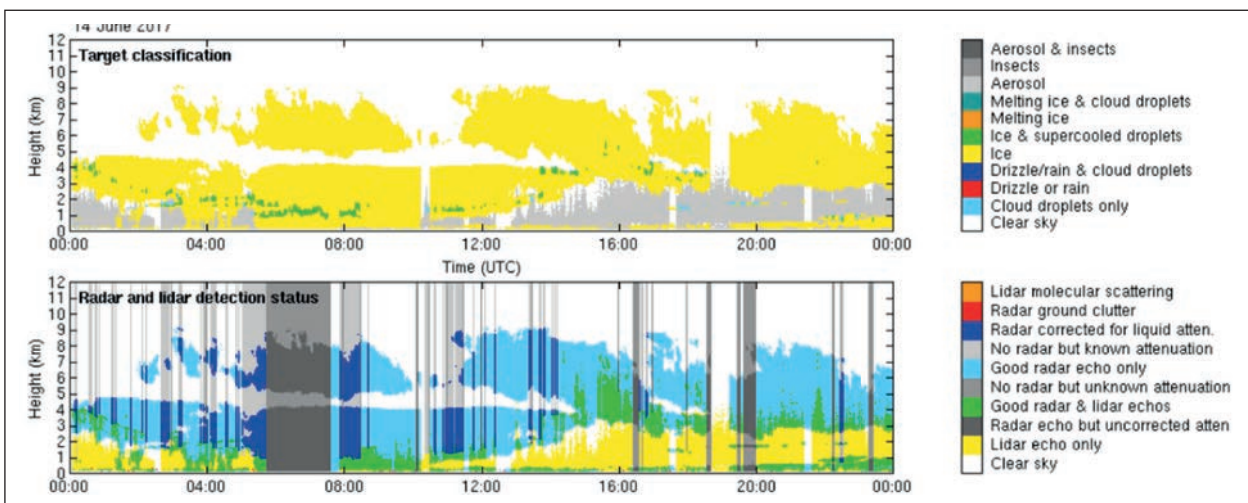 14 June 2017
Target classification
12
11
10
9
8
7
6
5
4
3
2
1
0
Height (km)
00:00 04:00 08:00 12:00 16:00 20:00 00:00
Time (UTC)
Aerosol & insects
Insects
Aerosol
Melting ice & cloud droplets
Melting ice
Ice & supercooled droplets
Ice
Drizzle/rain & cloud droplets
Drizzle or rain
Cloud droplets only
Clear sky
Radar and lidar detection status
12
11
10
9
8
7
6
5
4
3
2
1
0
Height (km)
00:00 04:00 08:00 12:00 16:00 20:00 00:00
Lidar molecular scattering
Radar ground clutter
Radar corrected for liquid atten.
No radar but known attenuation
Good radar echo only
No radar but unknown attenuation
Good radar & lidar echos
Radar echo but uncorrected atten
Lidar echo only
Clear sky